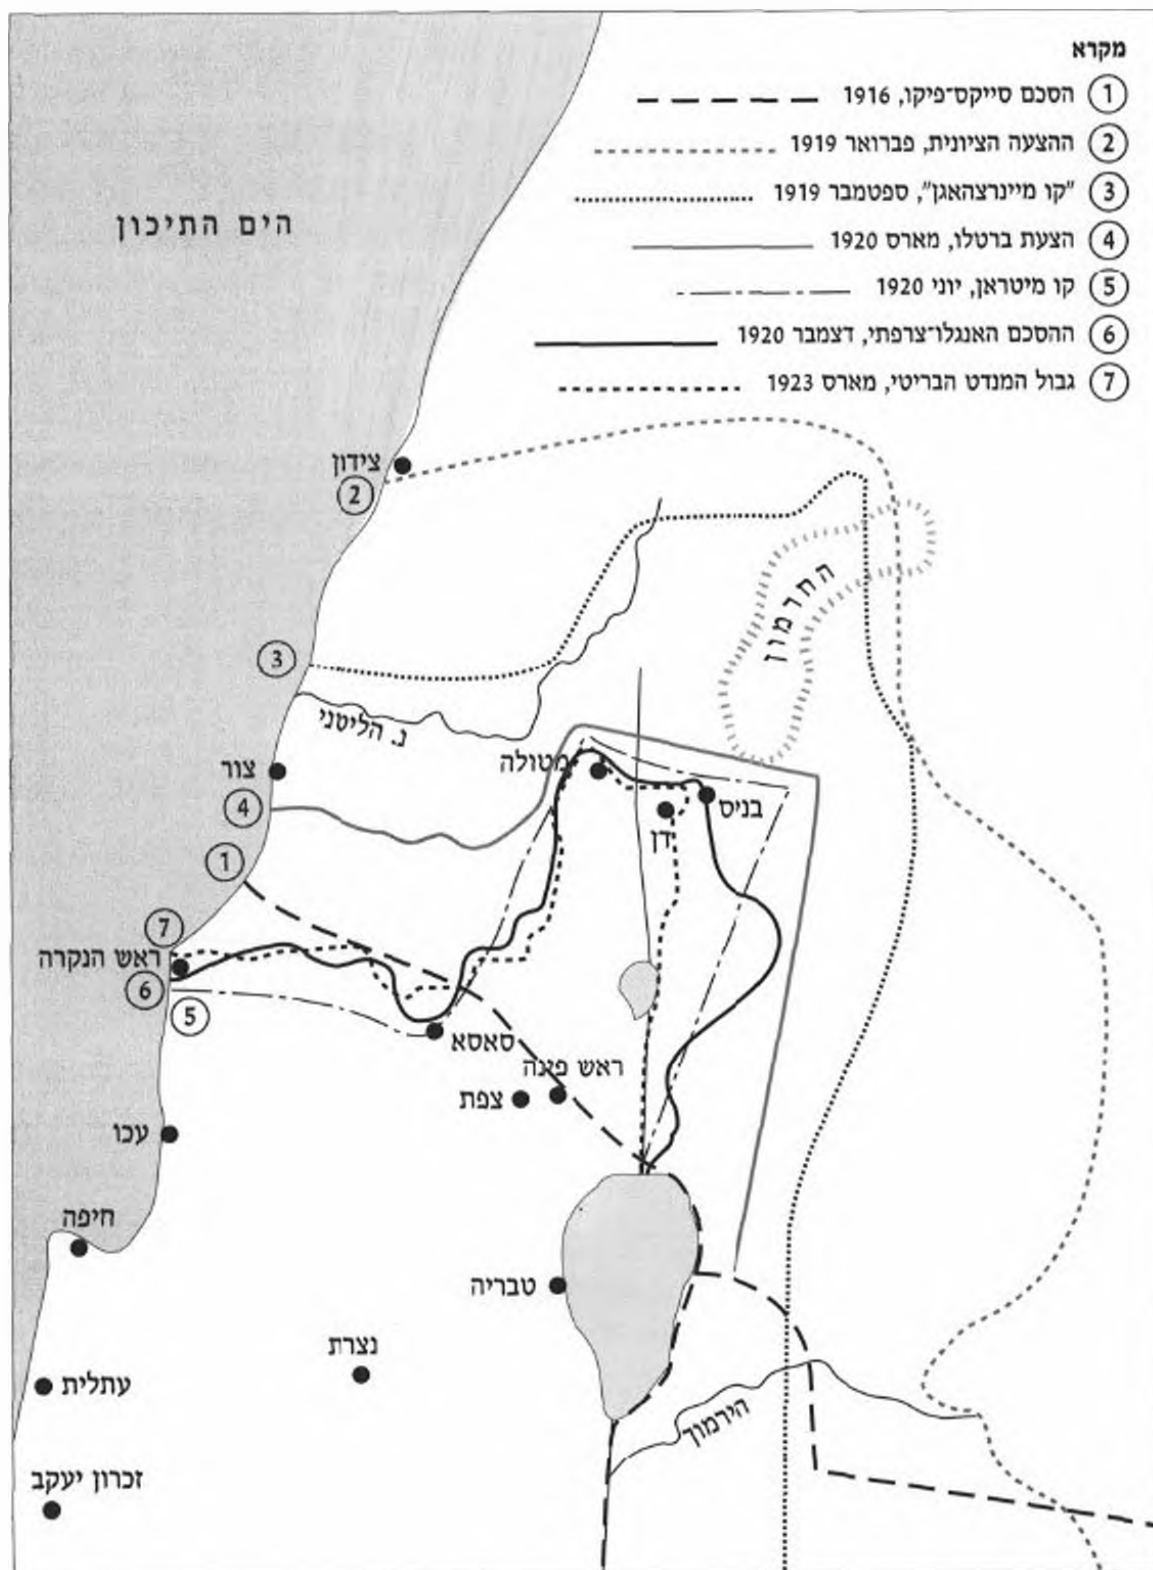 מקרא
① הסכם סייקס־פיקו, 1916
② ההצעה הציונית, פברואר 1919
③ "קו מיינרצהאגן", ספטמבר 1919
④ הצעת ברטלו, מארס 1920
⑤ קו מיטראן, יוני 1920
⑥ ההסכם האנגלו־צרפתי, דצמבר 1920
⑦ גבול המנדט הבריטי, מארס 1923
הים התיכון
צידון
②
החרמון
③
נ. הליטני
צור
מטולה
④
בניס
דן
①
⑦
ראש הנקרה
⑥
⑤
סאסא
ראש פינה
צפת
עכו
חיפה
טבריה
נצרת
עתלית
הירמוך
זכרון יעקב